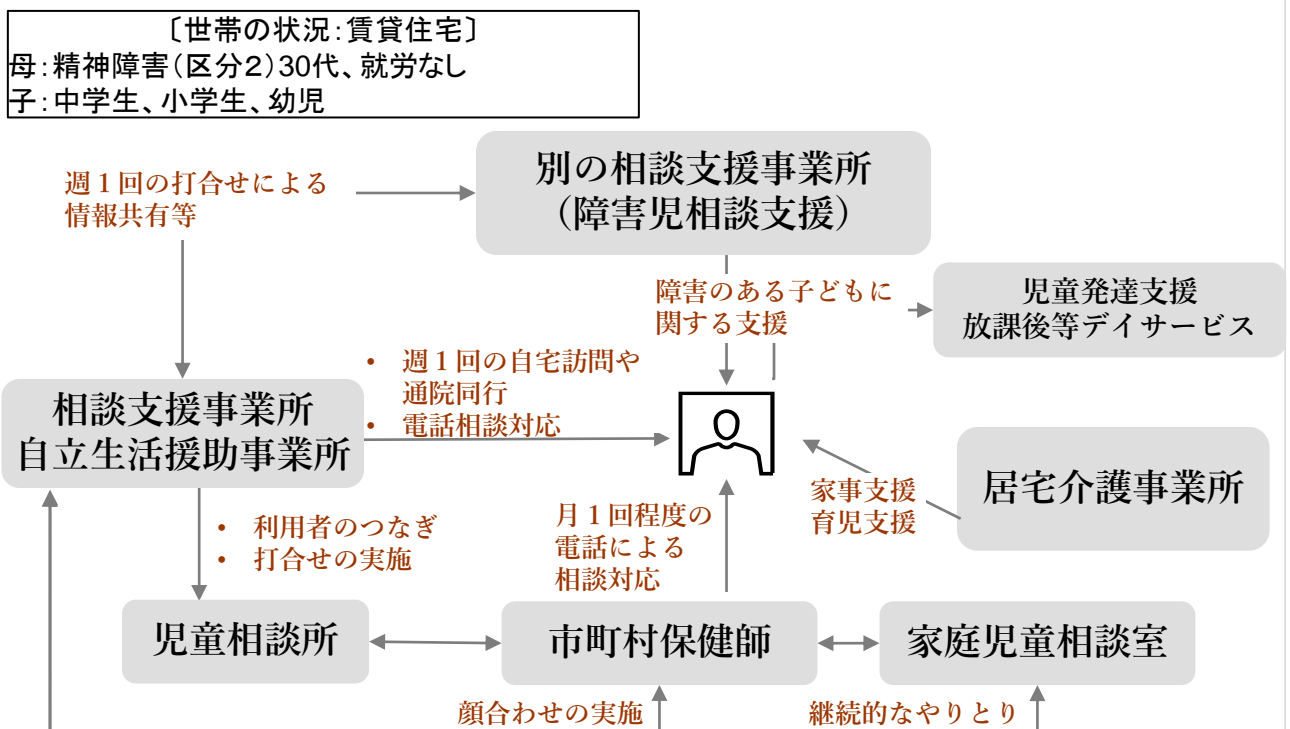 〔世帯の状況：賃貸住宅〕
母：精神障害（区分２）30代、就労なし
子：中学生、小学生、幼児
別の相談支援事業所
（障害児相談支援）
週１回の打合せによる
情報共有等
障害のある子どもに
関する支援
児童発達支援
放課後等デイサービス
• 週１回の自宅訪問や
通院同行
• 電話相談対応
相談支援事業所
自立生活援助事業所
家事支援
育児支援
居宅介護事業所
• 利用者のつなぎ
• 打合せの実施
月１回程度の
電話による
相談対応
児童相談所
市町村保健師
家庭児童相談室
顔合わせの実施
継続的なやりとり